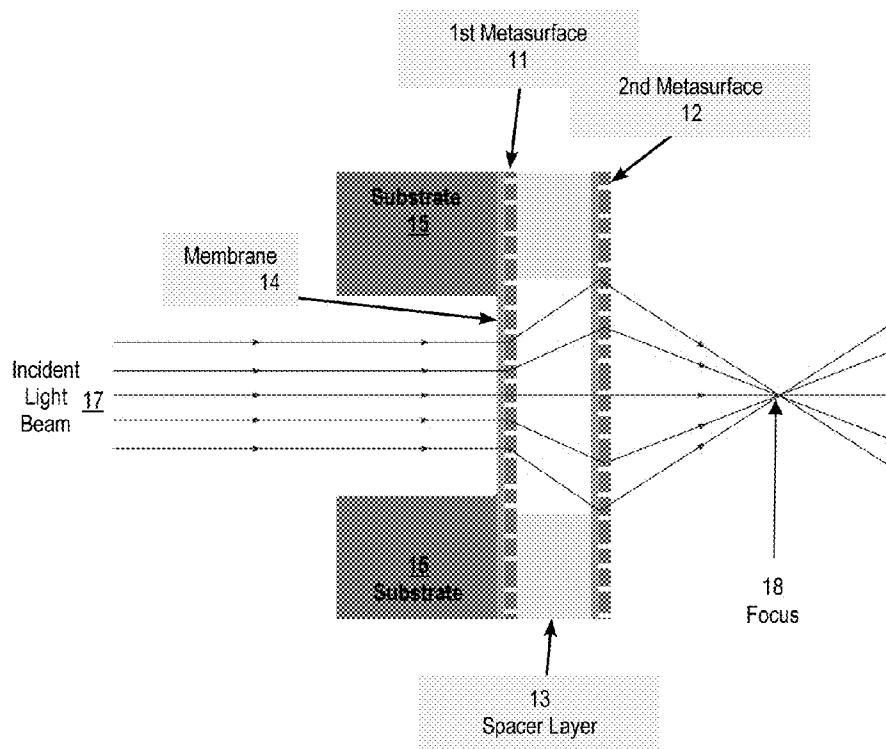 1st Metasurface
11
2nd Metasurface
12
Substrate
15
Membrane
14
Incident
Light 17
Beam
15
Substrate
18
Focus
13
Spacer Layer